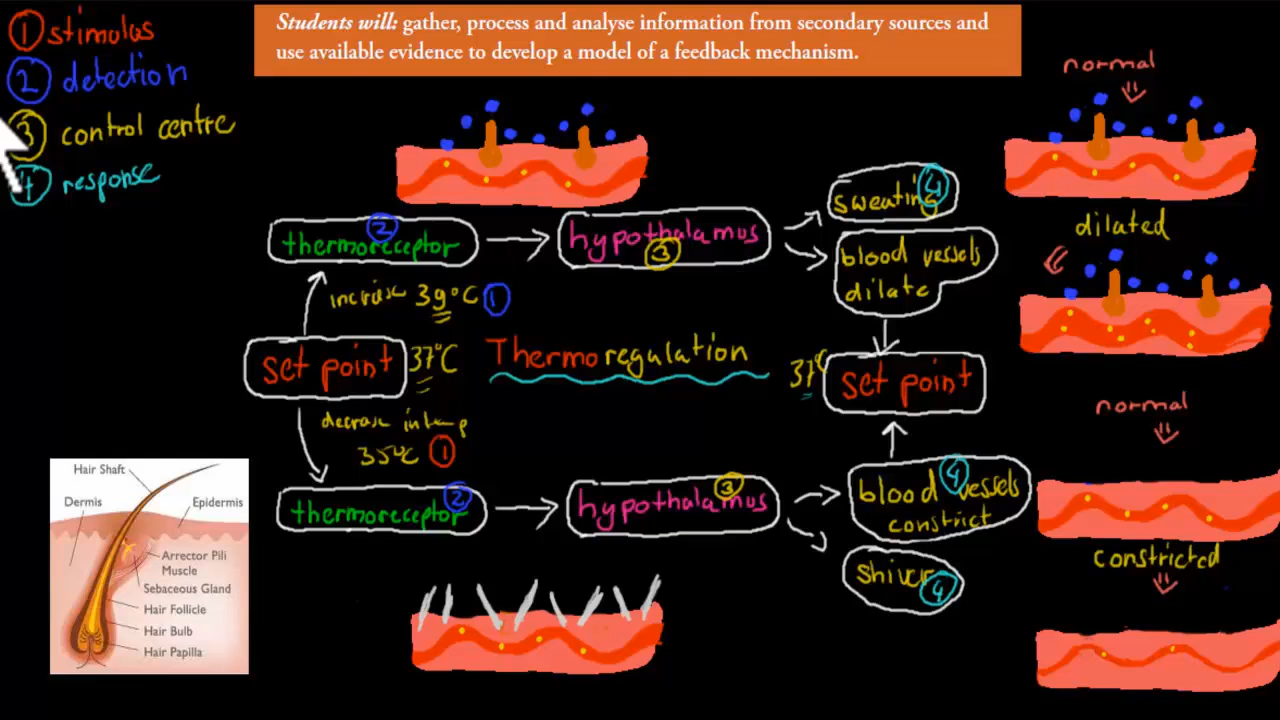 Students will: gather, process and analyse information from secondary sources and
use available evidence to develop a model of a feedback mechanism.
1 stimulus
2 detection
3 control centre
4 response
normal
thermoreceptor 2
hypothalamus
3
sweating 4
blood vessels
dilate
dilated
increase 39°C 1
set point 37°C
Thermoregulation
37°C set point
decrease in temp
35°C 1
normal
thermoreceptor 2
hypothalamus 3
blood vessels 4
constrict
shiver 4
constricted
Hair Shaft
Dermis
Epidermis
Arrector Pili
Muscle
Sebaceous Gland
Hair Follicle
Hair Bulb
Hair Papilla